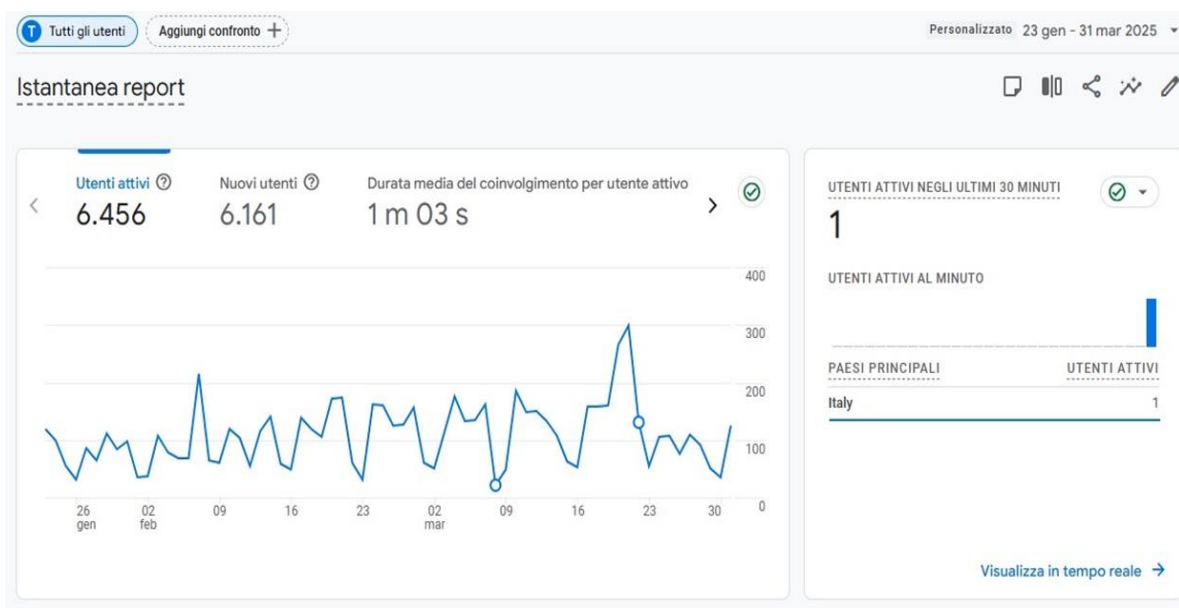 T Tutti gli utenti
Aggiungi confronto +
Personalizzato 23 gen - 31 mar 2025
Istantanea report
Utenti attivi
6.456
Nuovi utenti
6.161
Durata media del coinvolgimento per utente attivo
1 m 03 s
400
300
200
100
0
26 gen
02 feb
09
16
23
02 mar
09
16
23
30
UTENTI ATTIVI NEGLI ULTIMI 30 MINUTI
1
UTENTI ATTIVI AL MINUTO
PAESI PRINCIPALI UTENTI ATTIVI
Italy 1
Visualizza in tempo reale